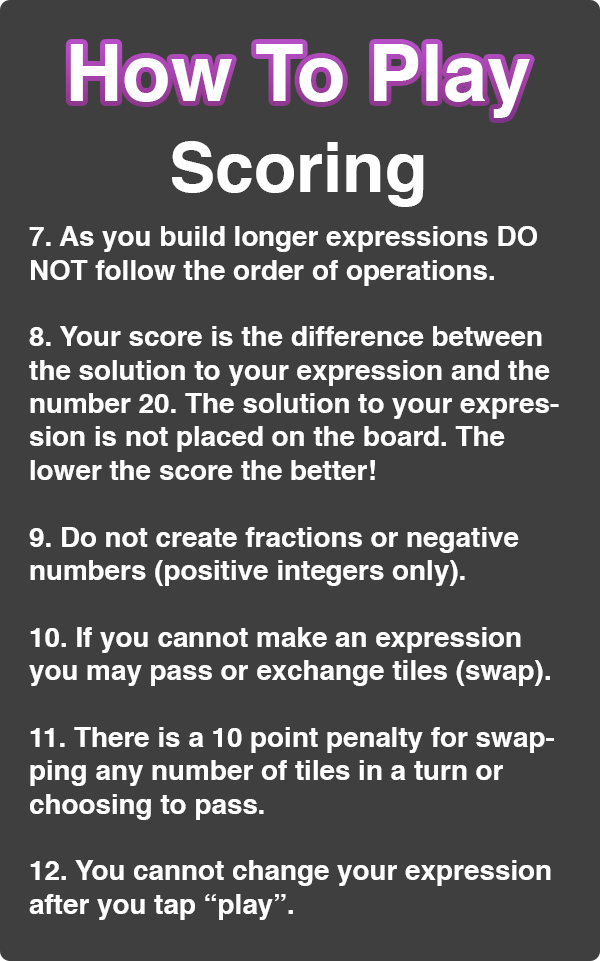 How To Play
Scoring
7. As you build longer expressions DO
NOT follow the order of operations.
8. Your score is the difference between
the solution to your expression and the
number 20. The solution to your expres-
sion is not placed on the board. The
lower the score the better!
9. Do not create fractions or negative
numbers (positive integers only).
10. If you cannot make an expression
you may pass or exchange tiles (swap).
11. There is a 10 point penalty for swap-
ping any number of tiles in a turn or
choosing to pass.
12. You cannot change your expression
after you tap “play”.